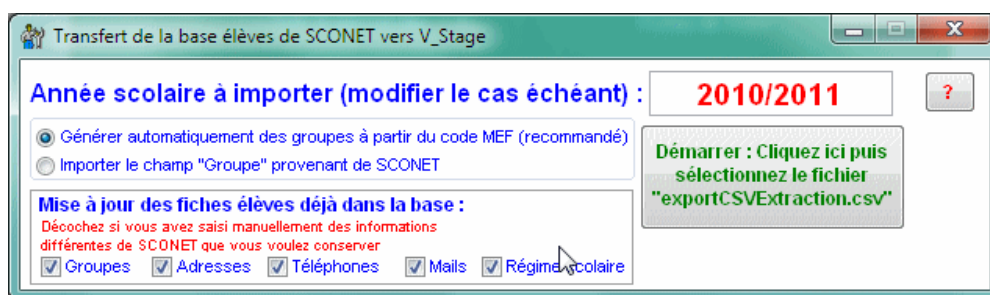 Transfert de la base élèves de SCONET vers V_Stage
Année scolaire à importer (modifier le cas échéant) : 2010/2011 ?
Générer automatiquement des groupes à partir du code MEF (recommandé)
Importer le champ "Groupe" provenant de SCONET
Démarrer : Cliquez ici puis
sélectionnez le fichier
"exportCSVExtraction.csv"
Mise à jour des fiches élèves déjà dans la base :
Décochez si vous avez saisi manuellement des informations
différentes de SCONET que vous voulez conserver
Groupes Adresses Téléphones Mails Régime scolaire